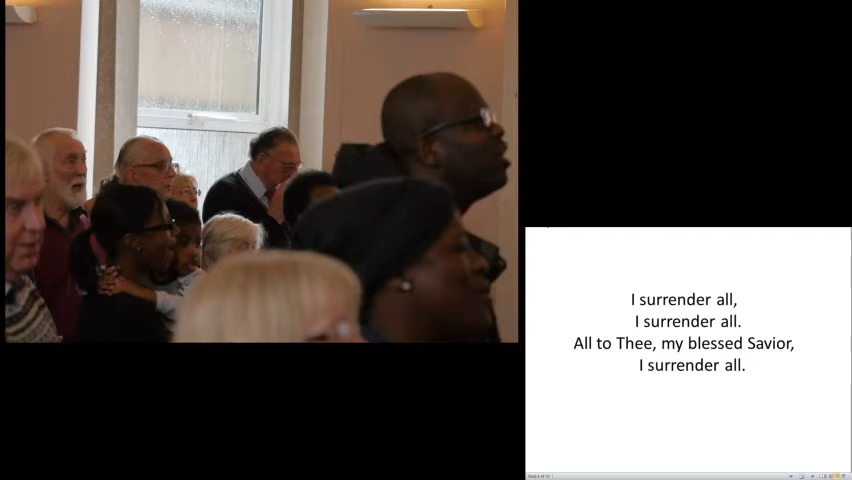 I surrender all,
I surrender all.
All to Thee, my blessed Savior,
I surrender all.